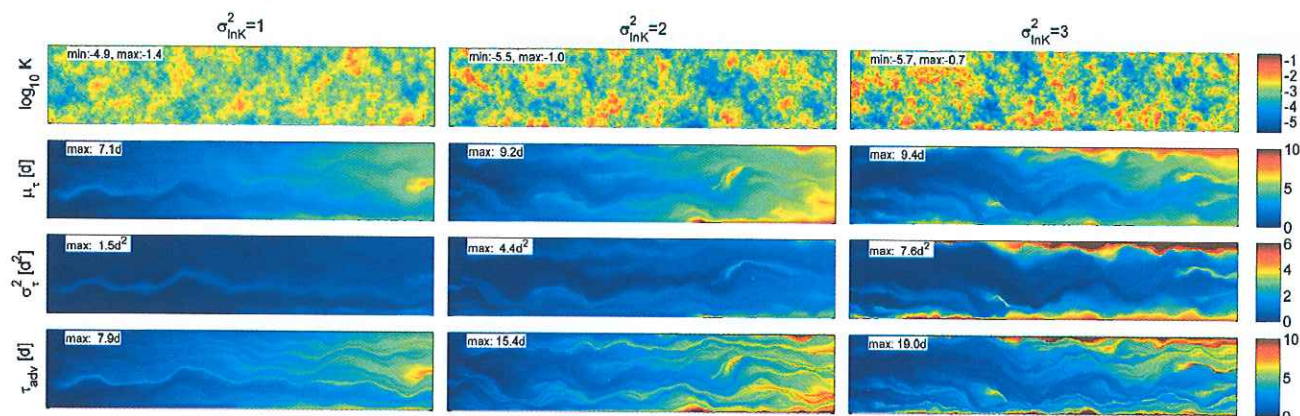 σ²lnK=1 σ²lnK=2 σ²lnK=3
log10 K
min:-4.9, max:-1.4 min:-5.5, max:-1.0 min:-5.7, max:-0.7
-1
-2
-3
-4
-5
μτ [d]
max: 7.1d max: 9.2d max: 9.4d
10
5
0
στ² [d²]
max: 1.5d² max: 4.4d² max: 7.6d²
6
4
2
0
τadv [d]
max: 7.9d max: 15.4d max: 19.0d
10
5
0